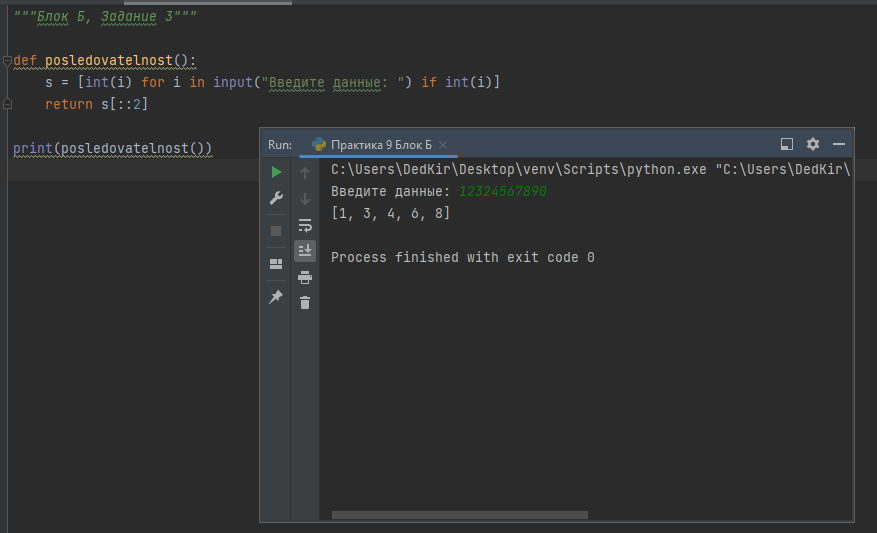 """Блок Б, Задание 3"""
def posledovatelnost():
    s = [int(i) for i in input("Введите данные: ") if int(i)]
    return s[::2]
print(posledovatelnost())
Run: Практика 9 Блок Б
C:\Users\DedKir\Desktop\venv\Scripts\python.exe "C:\Users\DedKir\
Введите данные: 12324567890
[1, 3, 4, 6, 8]
Process finished with exit code 0